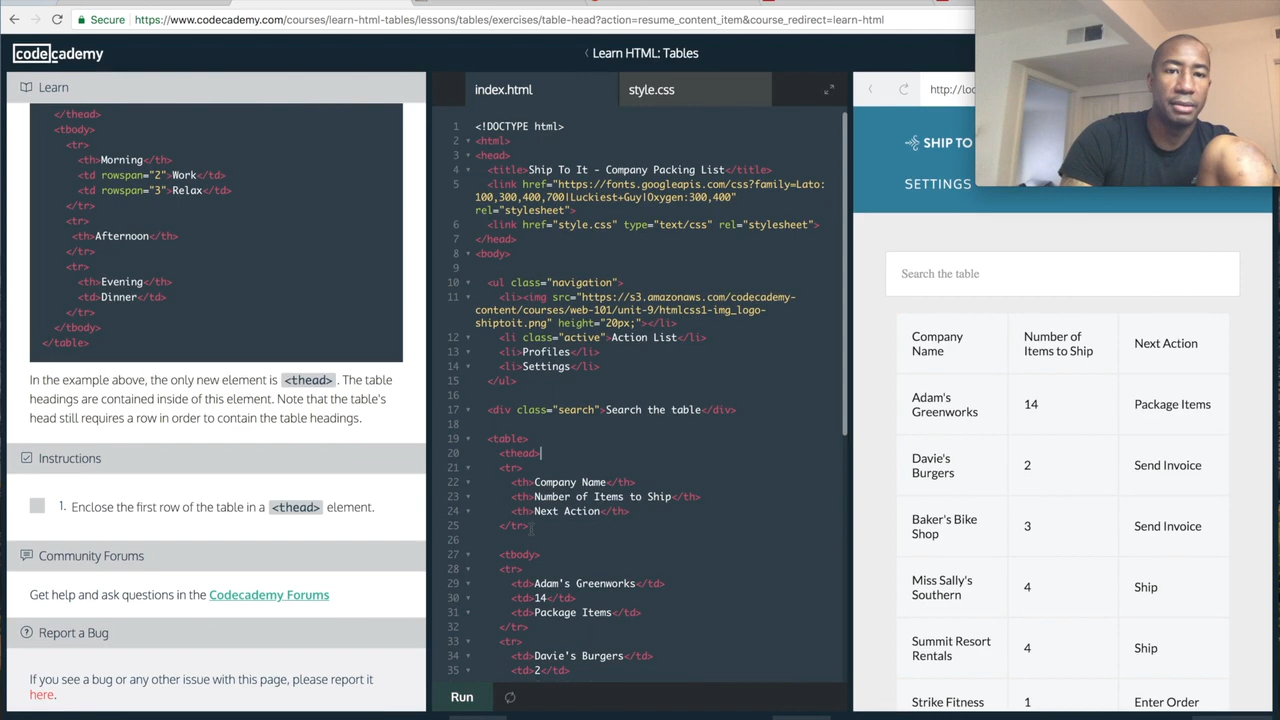 Secure https://www.codecademy.com/courses/learn-html-tables/lessons/tables/exercises/table-head?action=resume_content_item&course_redirect=learn-html
codecademy
Learn HTML: Tables
Learn
</thead>
<tbody>
<tr>
<th>Morning</th>
<td rowspan="2">Work</td>
<td rowspan="3">Relax</td>
</tr>
<tr>
<th>Afternoon</th>
</tr>
<tr>
<th>Evening</th>
<td>Dinner</td>
</tr>
</tbody>
</table>
In the example above, the only new element is <thead>. The table
headings are contained inside of this element. Note that the table's
head still requires a row in order to contain the table headings.
Instructions
1. Enclose the first row of the table in a <thead> element.
Community Forums
Get help and ask questions in the Codecademy Forums
Report a Bug
If you see a bug or any other issue with this page, please report it
here.
index.html
style.css
1 <!DOCTYPE html>
2 <html>
3 <head>
4 <title>Ship To It - Company Packing List</title>
5 <link href="https://fonts.googleapis.com/css?family=Lato:
100,300,400,700|Luckiest+Guy|Oxygen:300,400"
rel="stylesheet">
6 <link href="style.css" type="text/css" rel="stylesheet">
7 </head>
8 <body>
9
10 <ul class="navigation">
11 <li><img src="https://s3.amazonaws.com/codecademy-
content/courses/web-101/unit-9/htmlcss1-img_logo-
shiptoit.png" height="20px;"></li>
12 <li class="active">Action List</li>
13 <li>Profiles</li>
14 <li>Settings</li>
15 </ul>
16
17 <div class="search">Search the table</div>
18
19 <table>
20 <thead>
21 <tr>
22 <th>Company Name</th>
23 <th>Number of Items to Ship</th>
24 <th>Next Action</th>
25 </tr>
26
27 <tbody>
28 <tr>
29 <td>Adam's Greenworks</td>
30 <td>14</td>
31 <td>Package Items</td>
32 </tr>
33 <tr>
34 <td>Davie's Burgers</td>
35 <td>2</td>
Run
http://loc
SHIP TO
SETTINGS
Search the table
Company Name Number of Items to Ship Next Action
Adam's Greenworks 14 Package Items
Davie's Burgers 2 Send Invoice
Baker's Bike Shop 3 Send Invoice
Miss Sally's Southern 4 Ship
Summit Resort Rentals 4 Ship
Strike Fitness 1 Enter Order